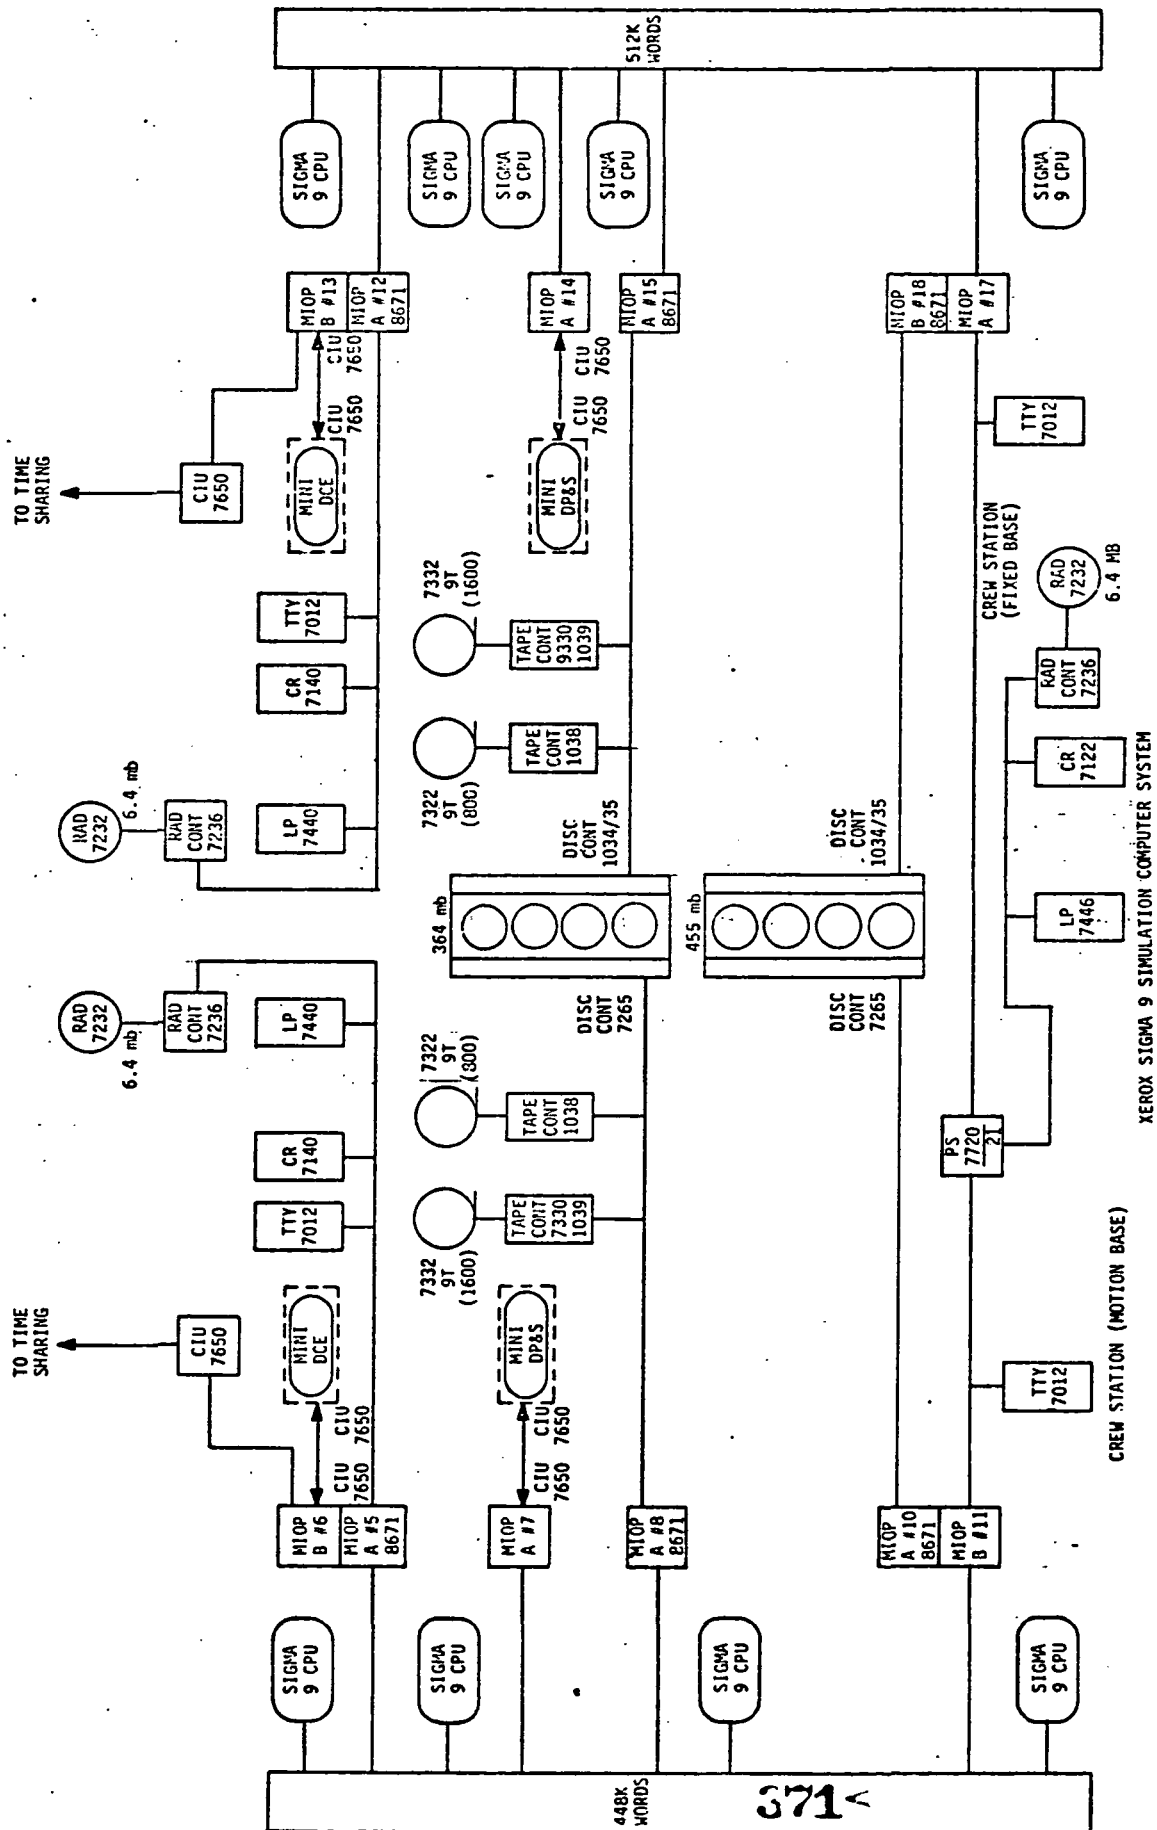 TO TIME
SHARING
TO TIME
SHARING
RAD
7232
6.4 mb
RAD
CONT
7236
RAD
7232
6.4 mb
RAD
CONT
7236
CIU
7650
CIU
7650
SIGMA
9 CPU
MIOP
B #6
MIOP
A #5
8671
CIU
7650
CIU
7650
MINI
DCE
TTY
7012
CR
7140
LP
7440
LP
7440
CR
7140
TTY
7012
MINI
DCE
CIU
7650
CIU
7650
MIOP
B #13
MIOP
A #12
8671
SIGMA
9 CPU
SIGMA
9 CPU
MIOP
A #7
CIU
7650
CIU
7650
MINI
DP&S
7332
9T
(1600)
TAPE
CONT
7330
1039
7322
9T
(800)
TAPE
CONT
1038
364 mb
7322
9T
(800)
TAPE
CONT
1038
7332
9T
(1600)
TAPE
CONT
9330
1039
MINI
DP&S
CIU
7650
CIU
7650
MIOP
A #14
SIGMA
9 CPU
SIGMA
9 CPU
448K
WORDS
MIOP
A #8
8671
DISC
CONT
7265
DISC
CONT
1034/35
MIOP
A #15
8671
SIGMA
9 CPU
512K
WORDS
SIGMA
9 CPU
455 mb
DISC
CONT
7265
DISC
CONT
1034/35
MIOP
A #10
8671
MIOP
B #11
PS
7720
21
MIOP
B #18
8671
MIOP
A #17
SIGMA
9 CPU
SIGMA
9 CPU
TTY
7012
CREW STATION (MOTION BASE)
LP
7446
CR
7122
RAD
CONT
7236
RAD
7232
6.4 MB
CREW STATION
(FIXED BASE)
TTY
7012
XEROX SIGMA 9 SIMULATION COMPUTER SYSTEM
371<